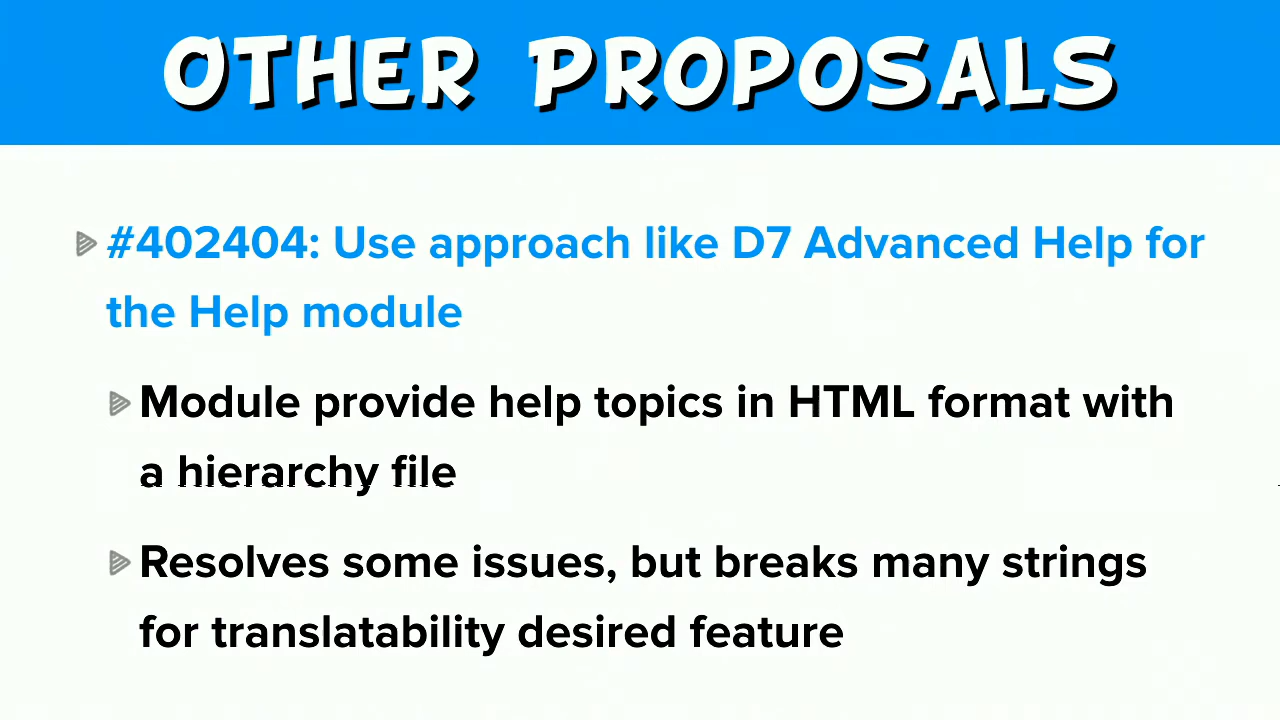 OTHER PROPOSALS
#402404: Use approach like D7 Advanced Help for
the Help module
Module provide help topics in HTML format with
a hierarchy file
Resolves some issues, but breaks many strings
for translatability desired feature